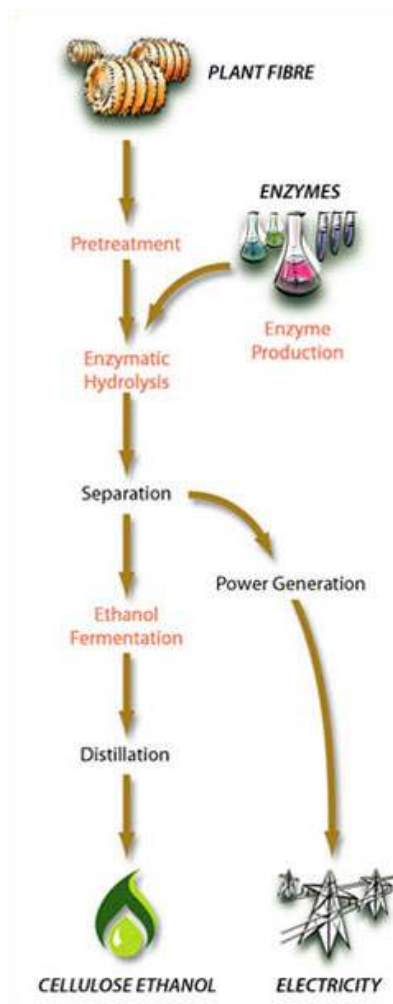 PLANT FIBRE
ENZYMES
Pretreatment
Enzyme
Production
Enzymatic
Hydrolysis
Separation
Power Generation
Ethanol
Fermentation
Distillation
CELLULOSE ETHANOL
ELECTRICITY